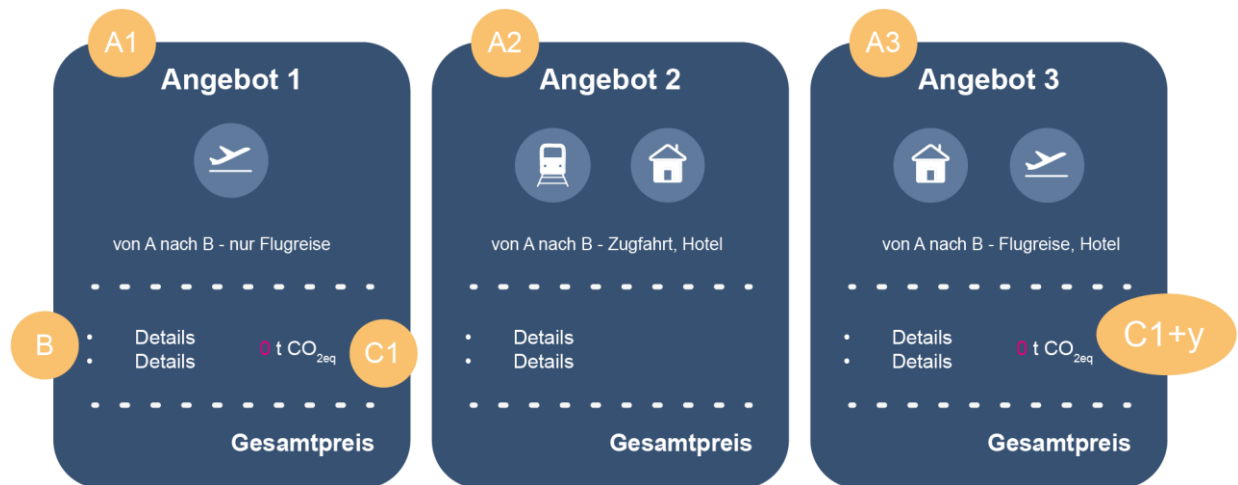 A1
Angebot 1
von A nach B - nur Flugreise
B
• Details
• Details
0 t CO2eq
C1
Gesamtpreis
A2
Angebot 2
von A nach B - Zugfahrt, Hotel
• Details
• Details
Gesamtpreis
A3
Angebot 3
von A nach B - Flugreise, Hotel
• Details
• Details
0 t CO2eq
C1+y
Gesamtpreis